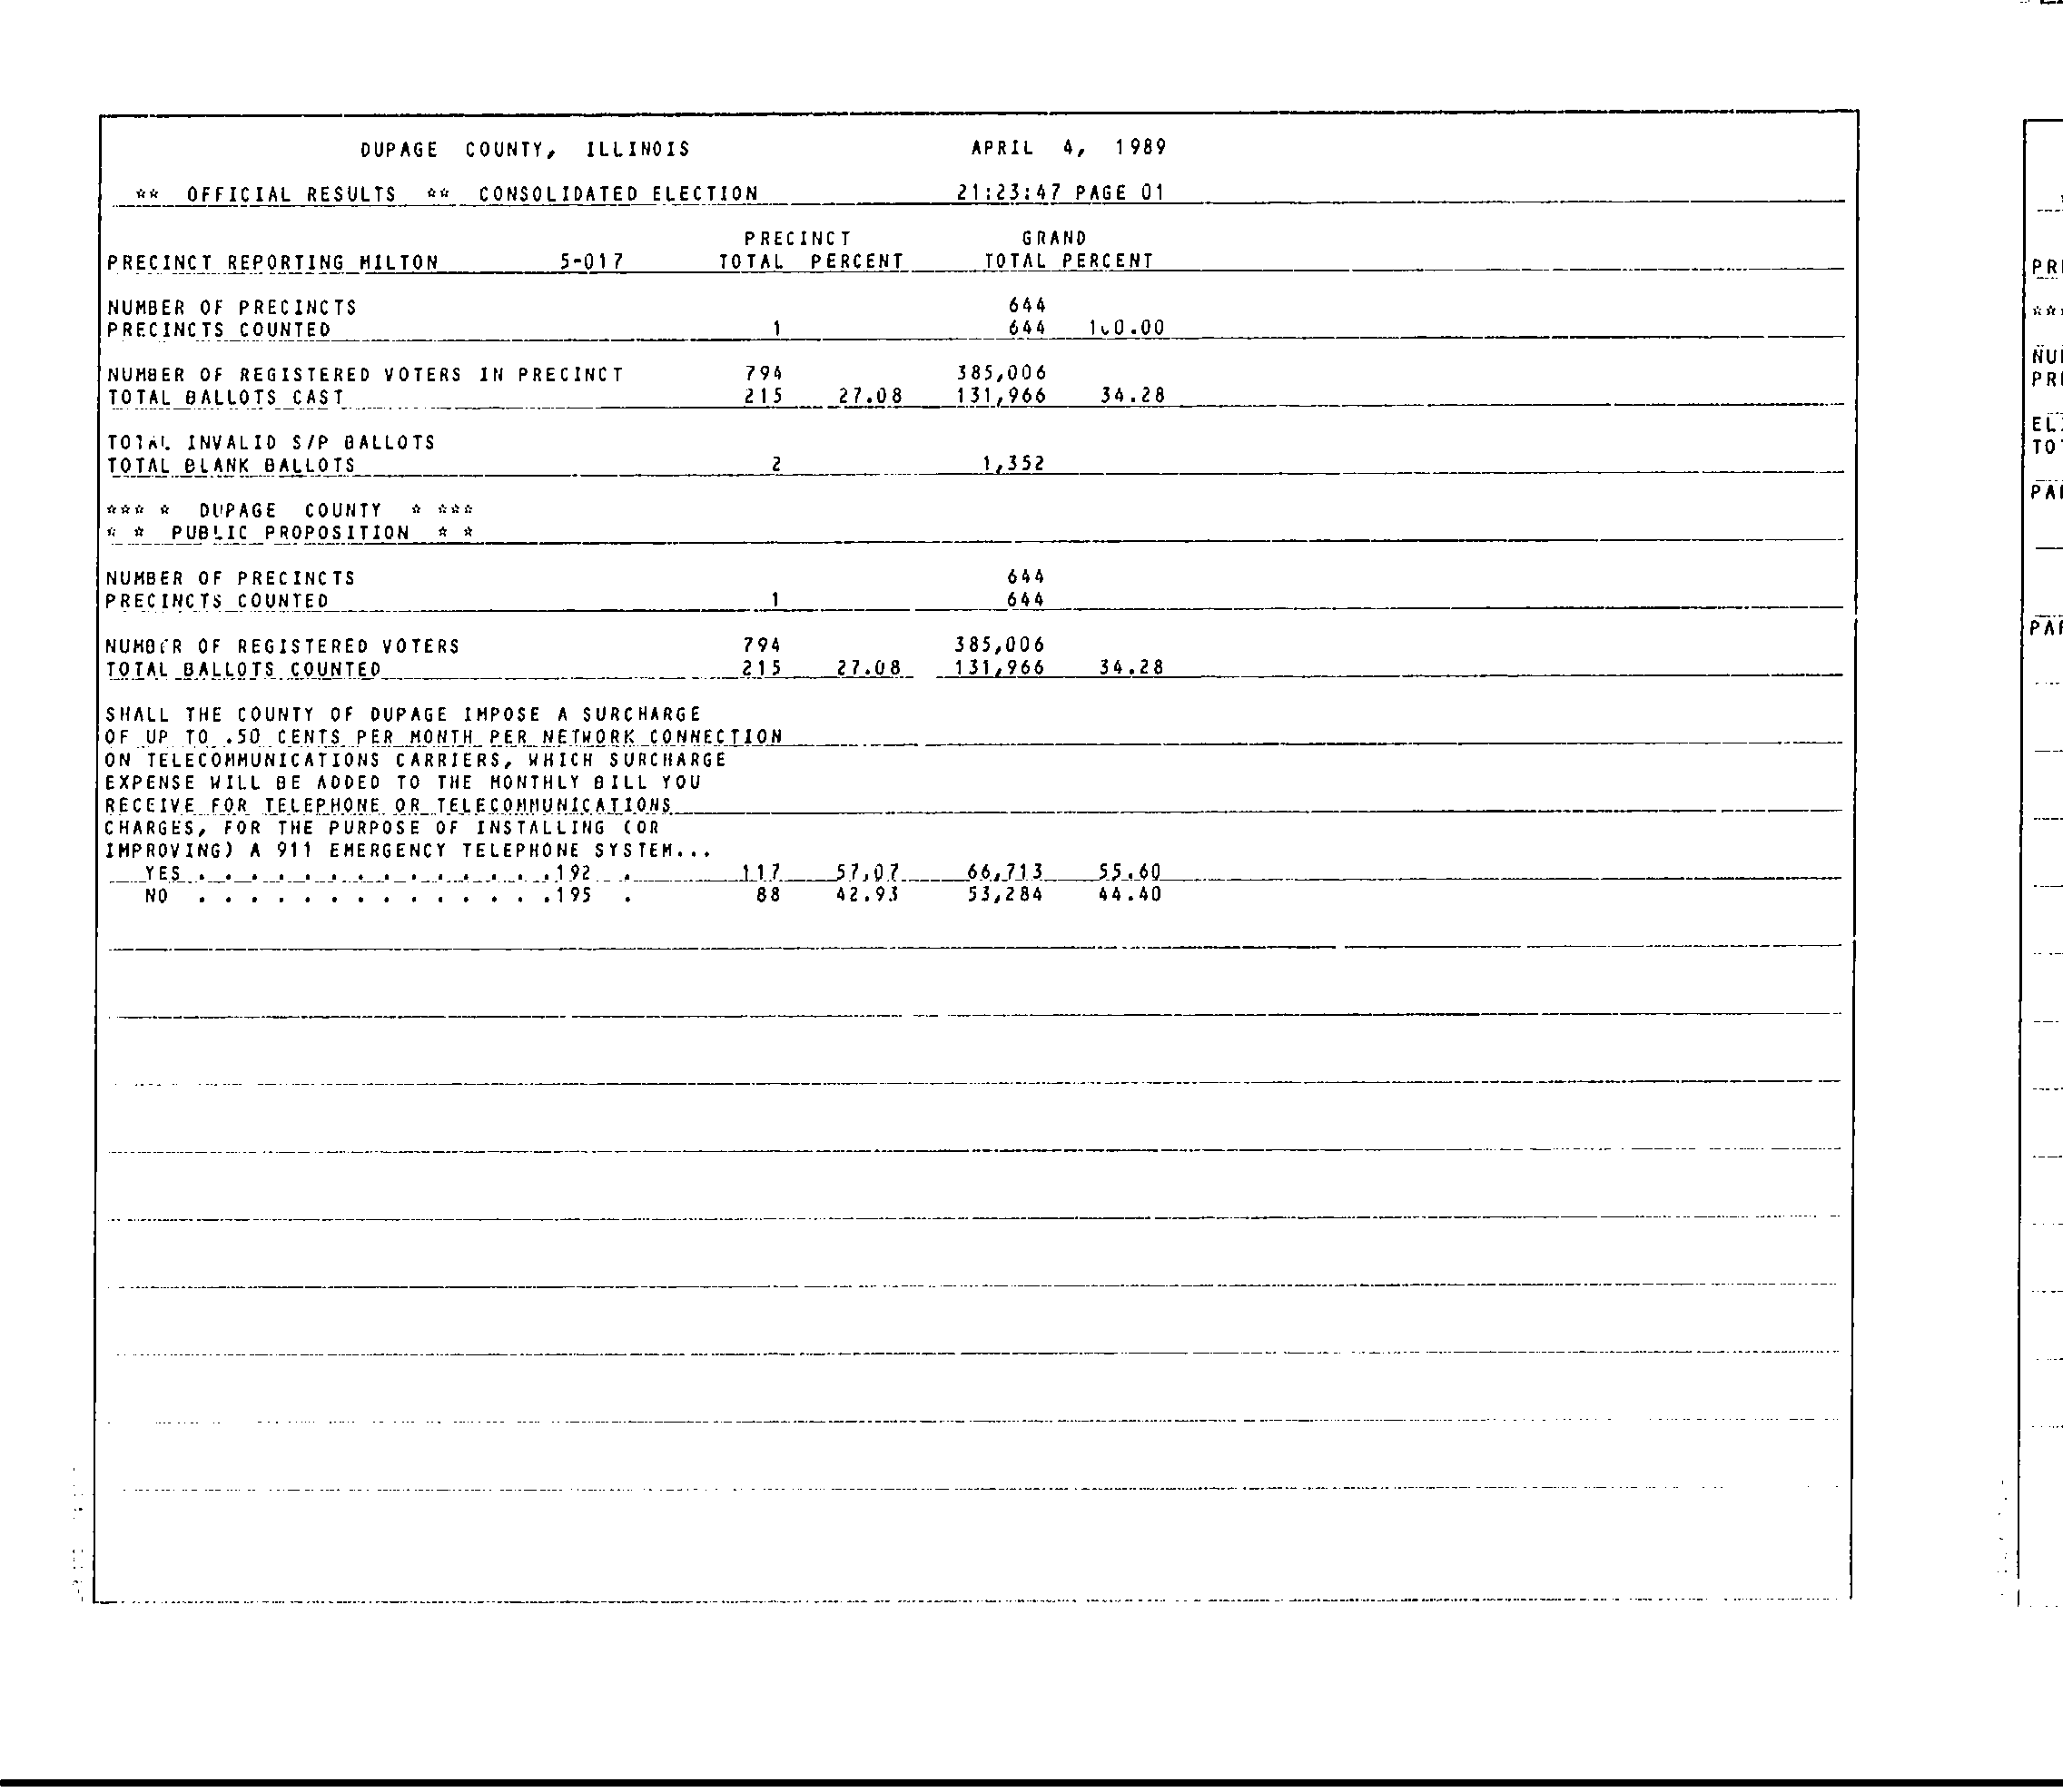 DUPAGE COUNTY, ILLINOIS APRIL 4, 1989
** OFFICIAL RESULTS ** CONSOLIDATED ELECTION 21:23:47 PAGE 01
PRECINCT GRAND
PRECINCT REPORTING MILTON 5-017 TOTAL PERCENT TOTAL PERCENT
NUMBER OF PRECINCTS 644
PRECINCTS COUNTED 1 644 100.00
NUMBER OF REGISTERED VOTERS IN PRECINCT 794 385,006
TOTAL BALLOTS CAST 215 27.08 131,966 34.28
TOTAL INVALID S/P BALLOTS
TOTAL BLANK BALLOTS 2 1,352
*** * DUPAGE COUNTY * ***
* * PUBLIC PROPOSITION * *
NUMBER OF PRECINCTS 644
PRECINCTS COUNTED 1 644
NUMBER OF REGISTERED VOTERS 794 385,006
TOTAL BALLOTS COUNTED 215 27.08 131,966 34.28
SHALL THE COUNTY OF DUPAGE IMPOSE A SURCHARGE
OF UP TO .50 CENTS PER MONTH PER NETWORK CONNECTION
ON TELECOMMUNICATIONS CARRIERS, WHICH SURCHARGE
EXPENSE WILL BE ADDED TO THE MONTHLY BILL YOU
RECEIVE FOR TELEPHONE OR TELECOMMUNICATIONS
CHARGES, FOR THE PURPOSE OF INSTALLING (OR
IMPROVING) A 911 EMERGENCY TELEPHONE SYSTEM...
YES . . . . . . . . . . . . . .192 . 117 57.07 66,713 55.60
NO . . . . . . . . . . . . . .195 . 88 42.93 53,284 44.40